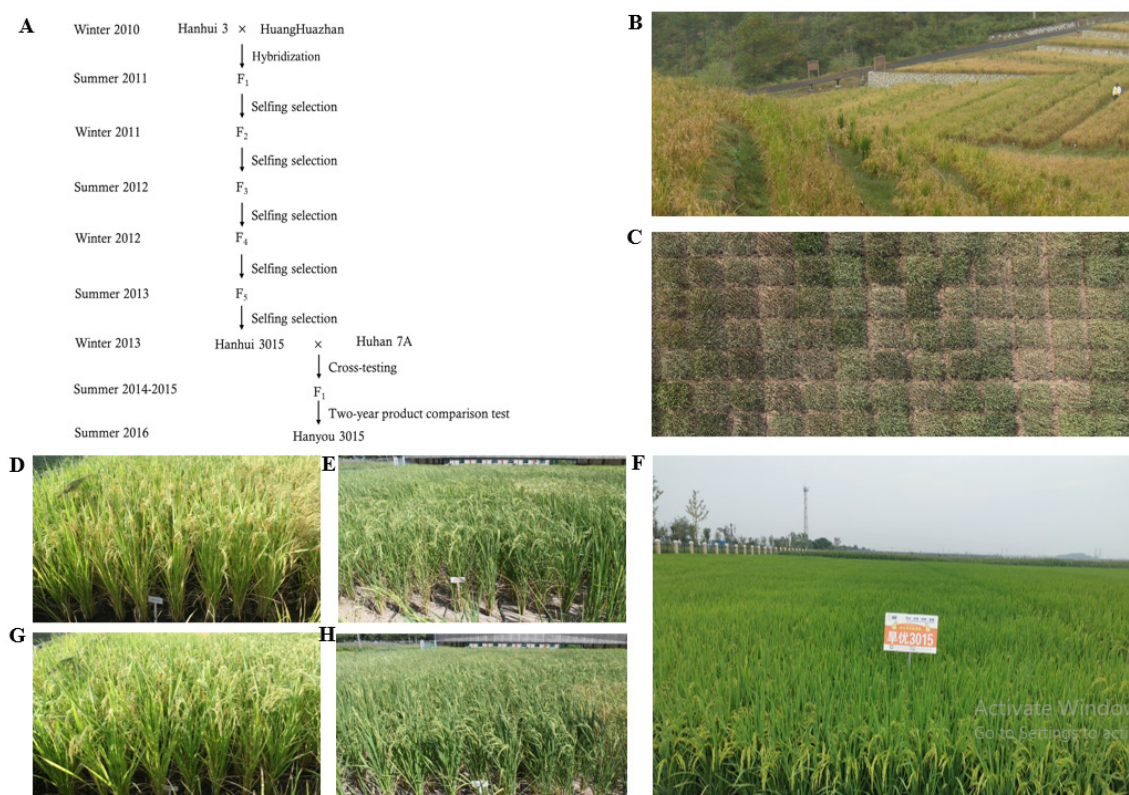 A
Winter 2010 Hanhui 3 × HuangHuazhan
Hybridization
Summer 2011 F₁
Selfing selection
Winter 2011 F₂
Selfing selection
Summer 2012 F₃
Selfing selection
Winter 2012 F₄
Selfing selection
Summer 2013 F₅
Selfing selection
Winter 2013 Hanhui 3015 × Huhan 7A
Cross-testing
Summer 2014-2015 F₁
Two-year product comparison test
Summer 2016 Hanyou 3015
B
C
D
E
F
旱优3015
Activate Window
Go to Settings to acti
G
H